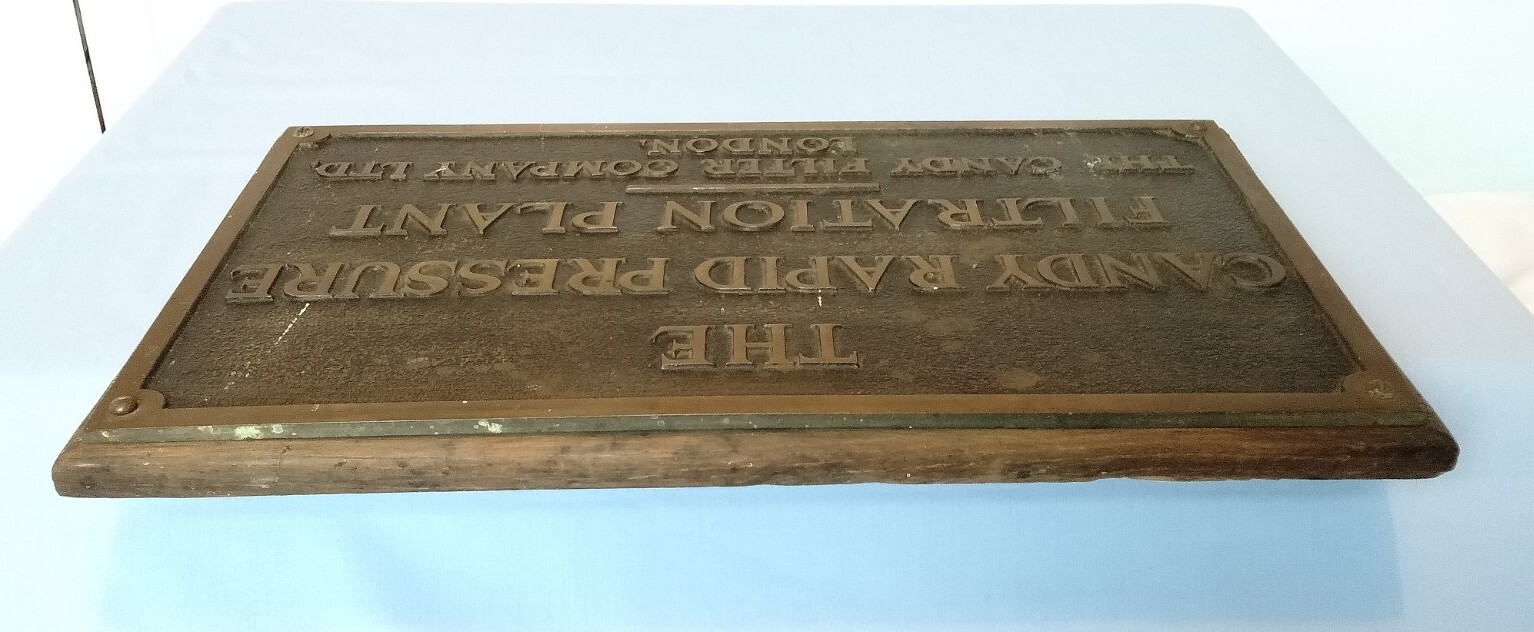 THE
CANDY RAPID PRESSURE
FILTRATION PLANT
THE CANDY FILTER COMPANY LTD.
LONDON.